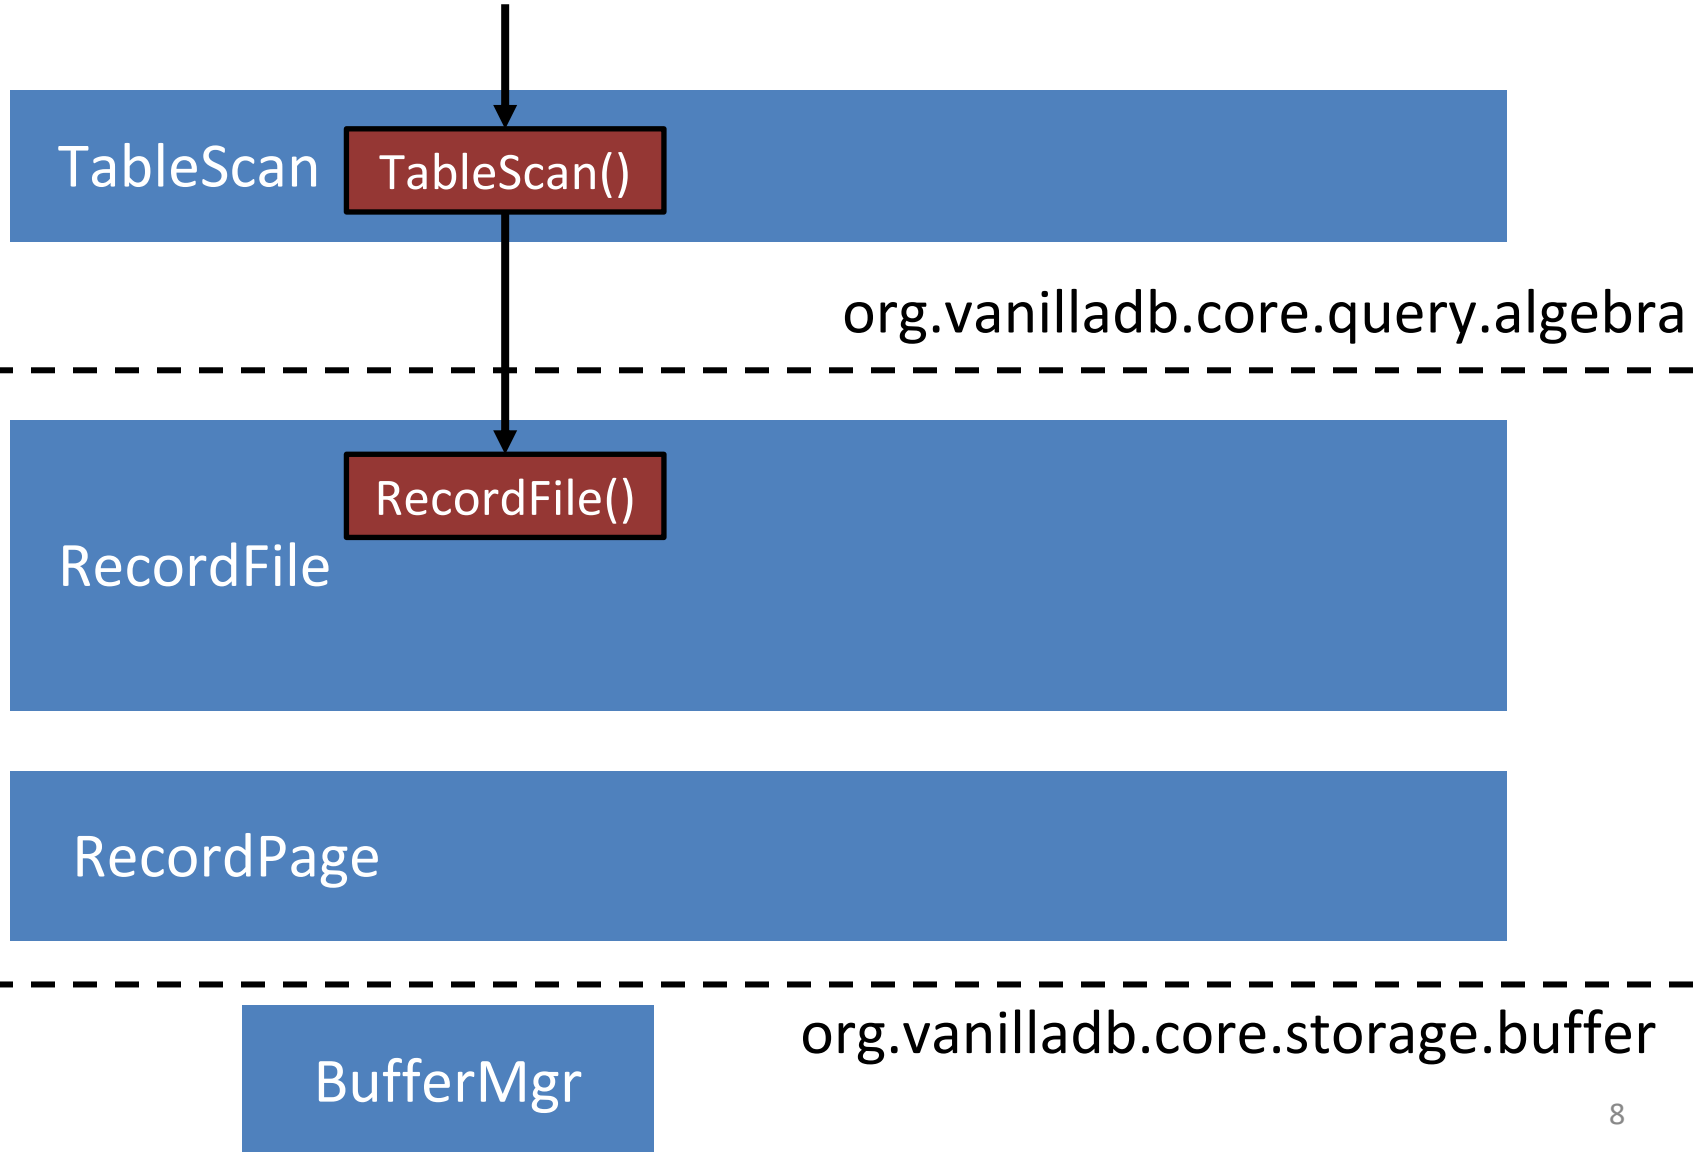 TableScan
TableScan()
org.vanilladb.core.query.algebra
RecordFile()
RecordFile
RecordPage
org.vanilladb.core.storage.buffer
BufferMgr
8